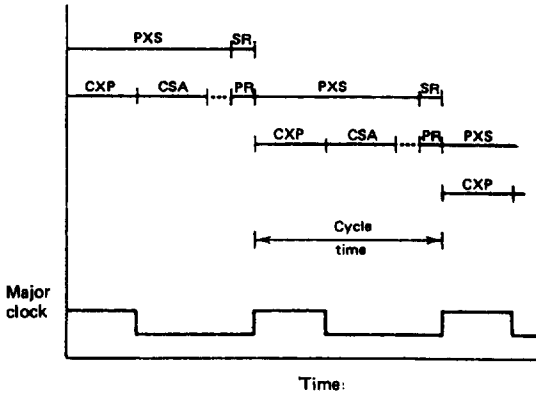 PXS SR
CXP CSA PR PXS SR
CXP CSA PR PXS
CXP
Cycle
time
Major
clock
Time: